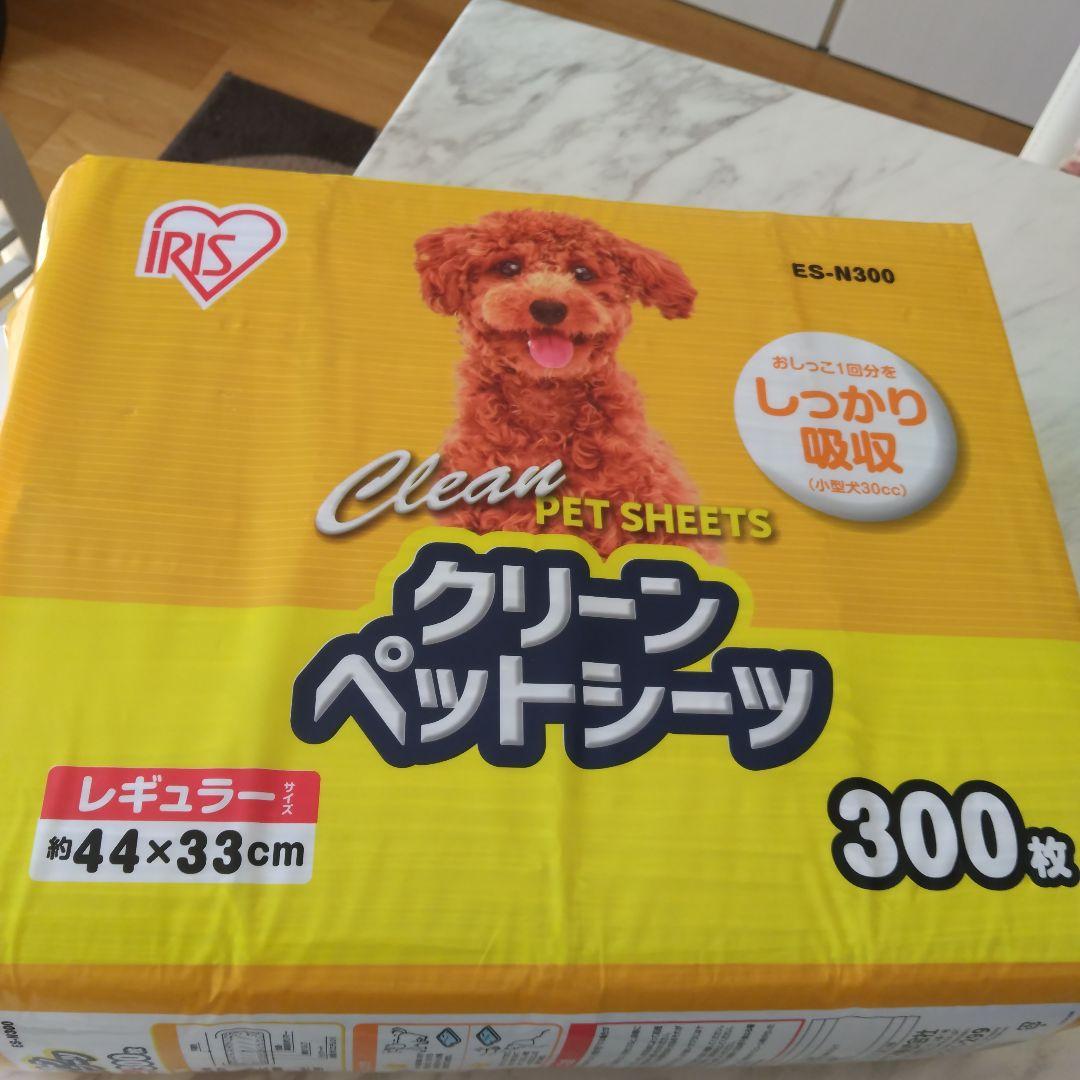 IRIS
ES-N300
おしっこ1回分を
しっかり
吸収
(小型犬30cc)
Clean
PET SHEETS
クリーン
ペットシーツ
レギュラーサイズ
約44×33cm
300枚
ES-N300